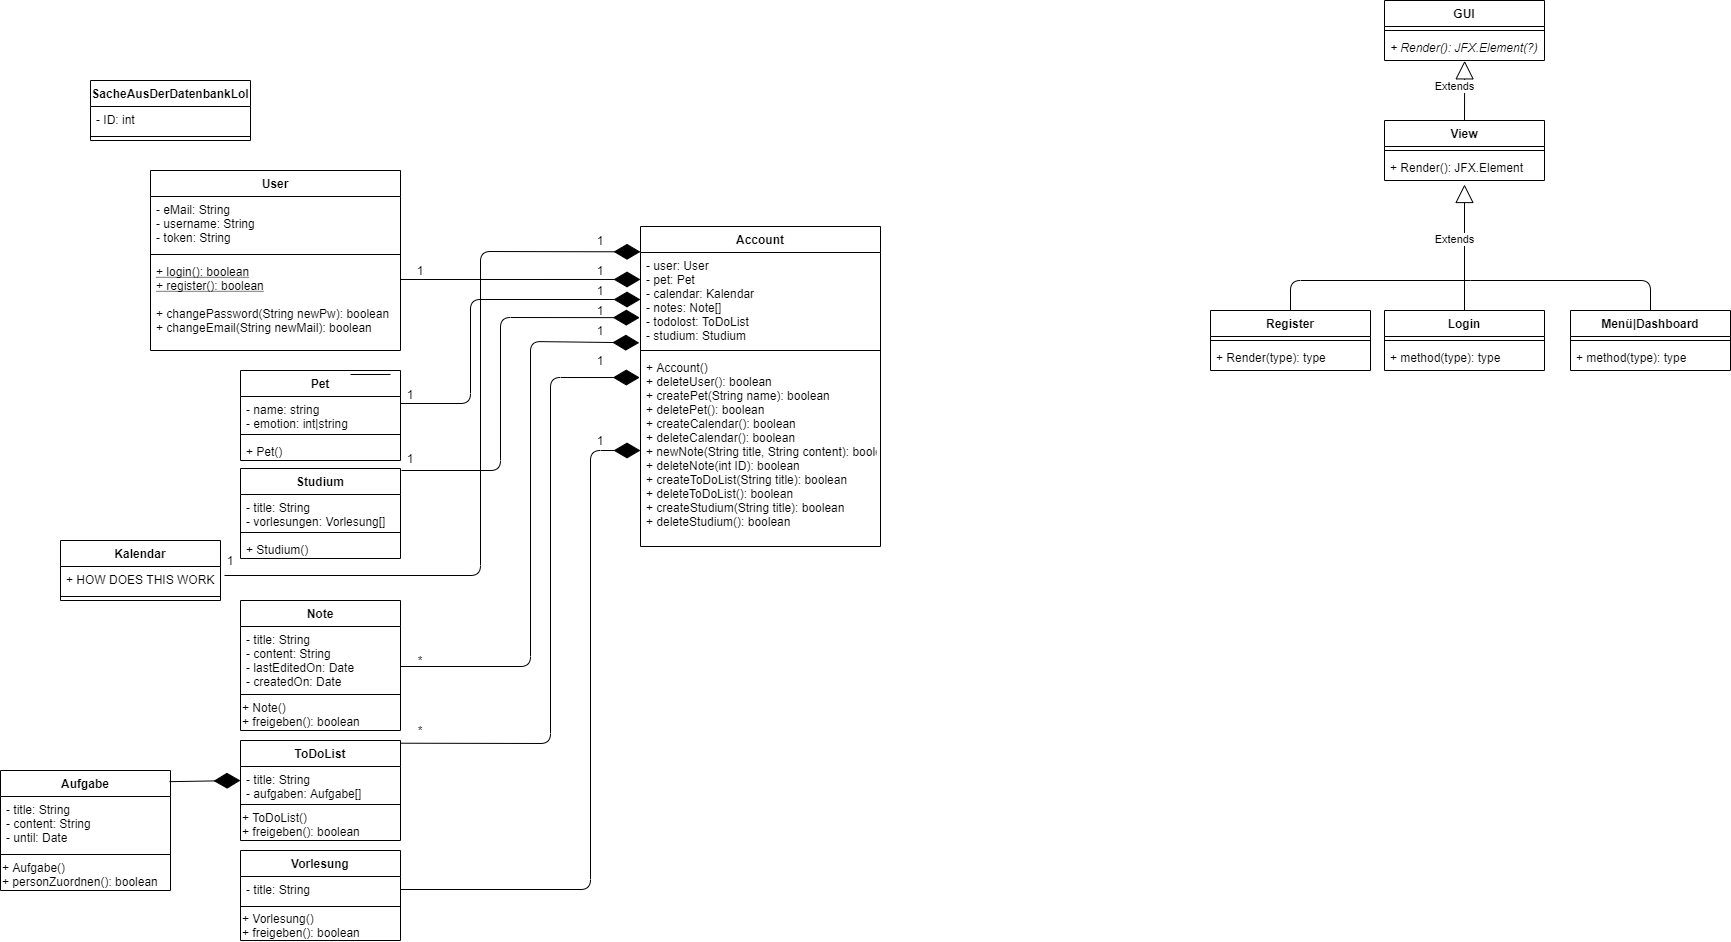 SacheAusDerDatenbankLol
- ID: int
User
- eMail: String
- username: String
- token: String
+ login(): boolean
+ register(): boolean
+ changePassword(String newPw): boolean
+ changeEmail(String newMail): boolean
1
Pet
- name: string
- emotion: int|string
+ Pet()
1
Studium
- title: String
- vorlesungen: Vorlesung[]
+ Studium()
1
Kalendar
+ HOW DOES THIS WORK
1
Note
- title: String
- content: String
- lastEditedOn: Date
- createdOn: Date
+ Note()
+ freigeben(): boolean
*
ToDoList
- title: String
- aufgaben: Aufgabe[]
+ ToDoList()
+ freigeben(): boolean
*
Aufgabe
- title: String
- content: String
- until: Date
+ Aufgabe()
+ personZuordnen(): boolean
Vorlesung
- title: String
+ Vorlesung()
+ freigeben(): boolean
1
1
1
1
1
1
1
Account
- user: User
- pet: Pet
- calendar: Kalendar
- notes: Note[]
- todolost: ToDoList
- studium: Studium
+ Account()
+ deleteUser(): boolean
+ createPet(String name): boolean
+ deletePet(): boolean
+ createCalendar(): boolean
+ deleteCalendar(): boolean
+ newNote(String title, String content): bool
+ deleteNote(int ID): boolean
+ createToDoList(String title): boolean
+ deleteToDoList(): boolean
+ createStudium(String title): boolean
+ deleteStudium(): boolean
GUI
+ Render(): JFX.Element(?)
Extends
View
+ Render(): JFX.Element
Extends
Register
+ Render(type): type
Login
+ method(type): type
Menü|Dashboard
+ method(type): type